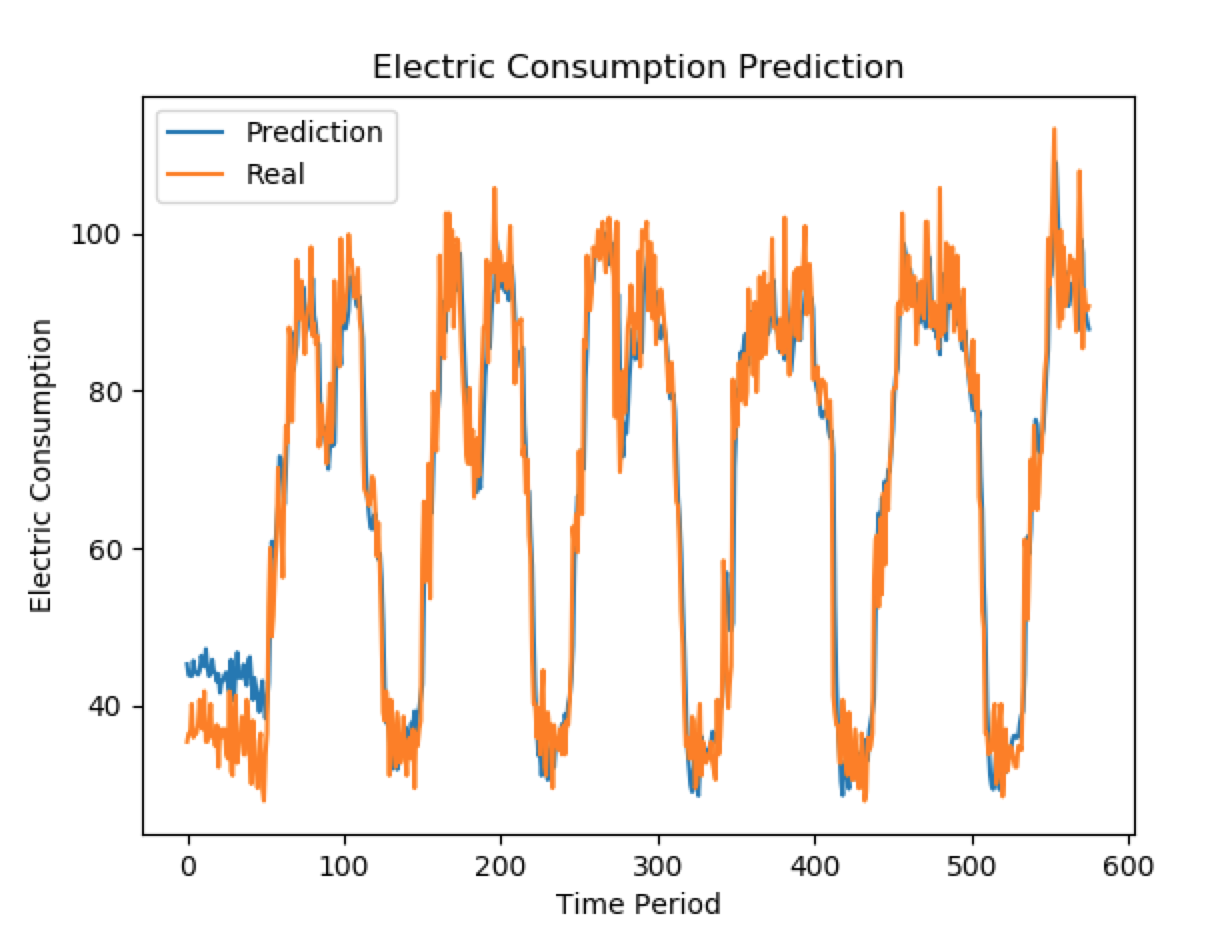 Electric Consumption Prediction
Prediction
Real
Electric Consumption
100
80
60
40
0 100 200 300 400 500 600
Time Period